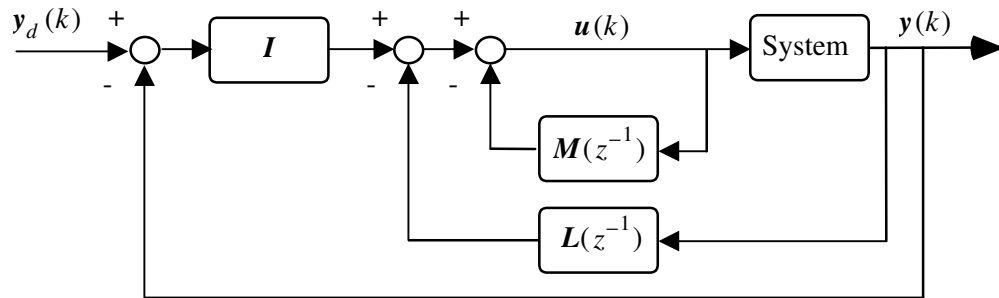 y_d(k) + + + u(k) System y(k)
I
- - -
M(z^{-1})
L(z^{-1})